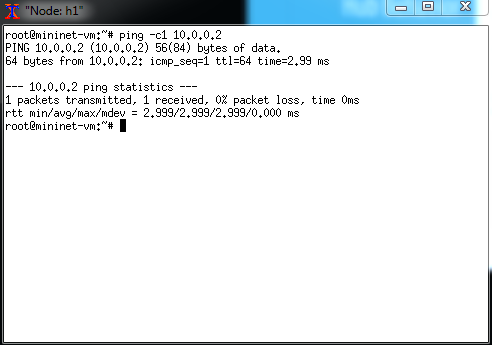 "Node: h1"
root@mininet-vm:~# ping -c1 10.0.0.2
PING 10.0.0.2 (10.0.0.2) 56(84) bytes of data.
64 bytes from 10.0.0.2: icmp_seq=1 ttl=64 time=2.99 ms

--- 10.0.0.2 ping statistics ---
1 packets transmitted, 1 received, 0% packet loss, time 0ms
rtt min/avg/max/mdev = 2.999/2.999/2.999/0.000 ms
root@mininet-vm:~#